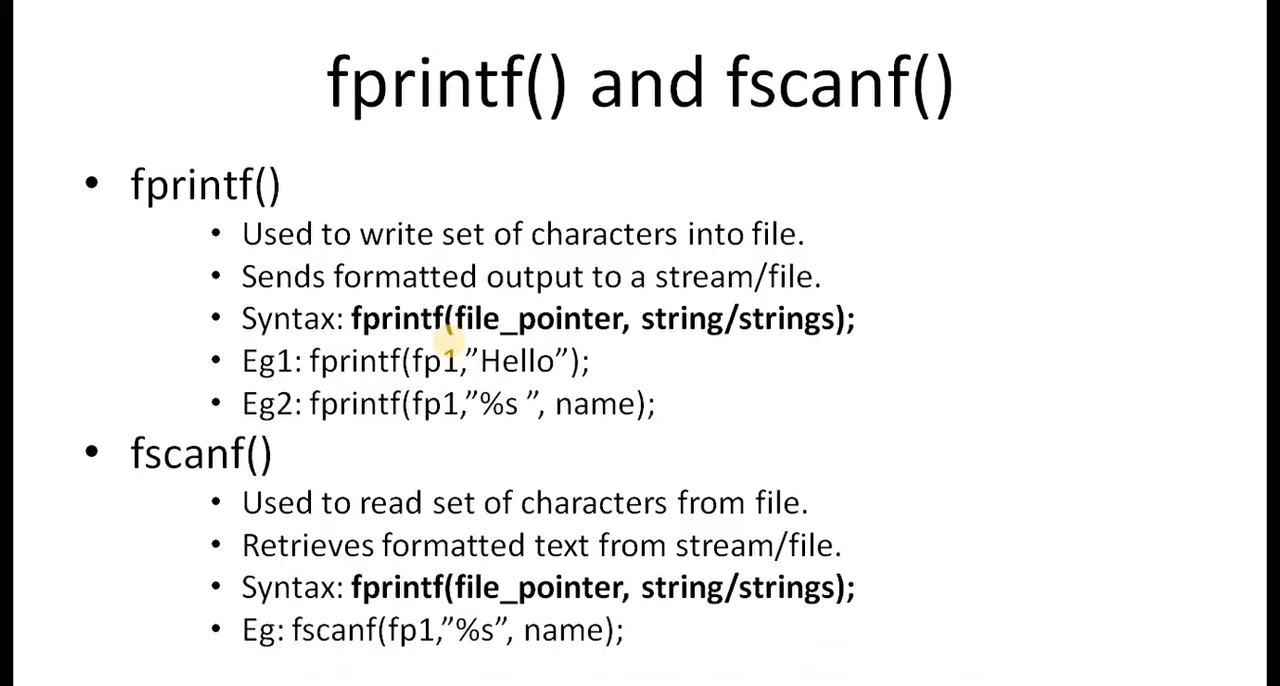 fprintf() and fscanf()
• fprintf()
• Used to write set of characters into file.
• Sends formatted output to a stream/file.
• Syntax: fprintf(file_pointer, string/strings);
• Eg1: fprintf(fp1,”Hello”);
• Eg2: fprintf(fp1,”%s ”, name);
• fscanf()
• Used to read set of characters from file.
• Retrieves formatted text from stream/file.
• Syntax: fprintf(file_pointer, string/strings);
• Eg: fscanf(fp1,”%s”, name);